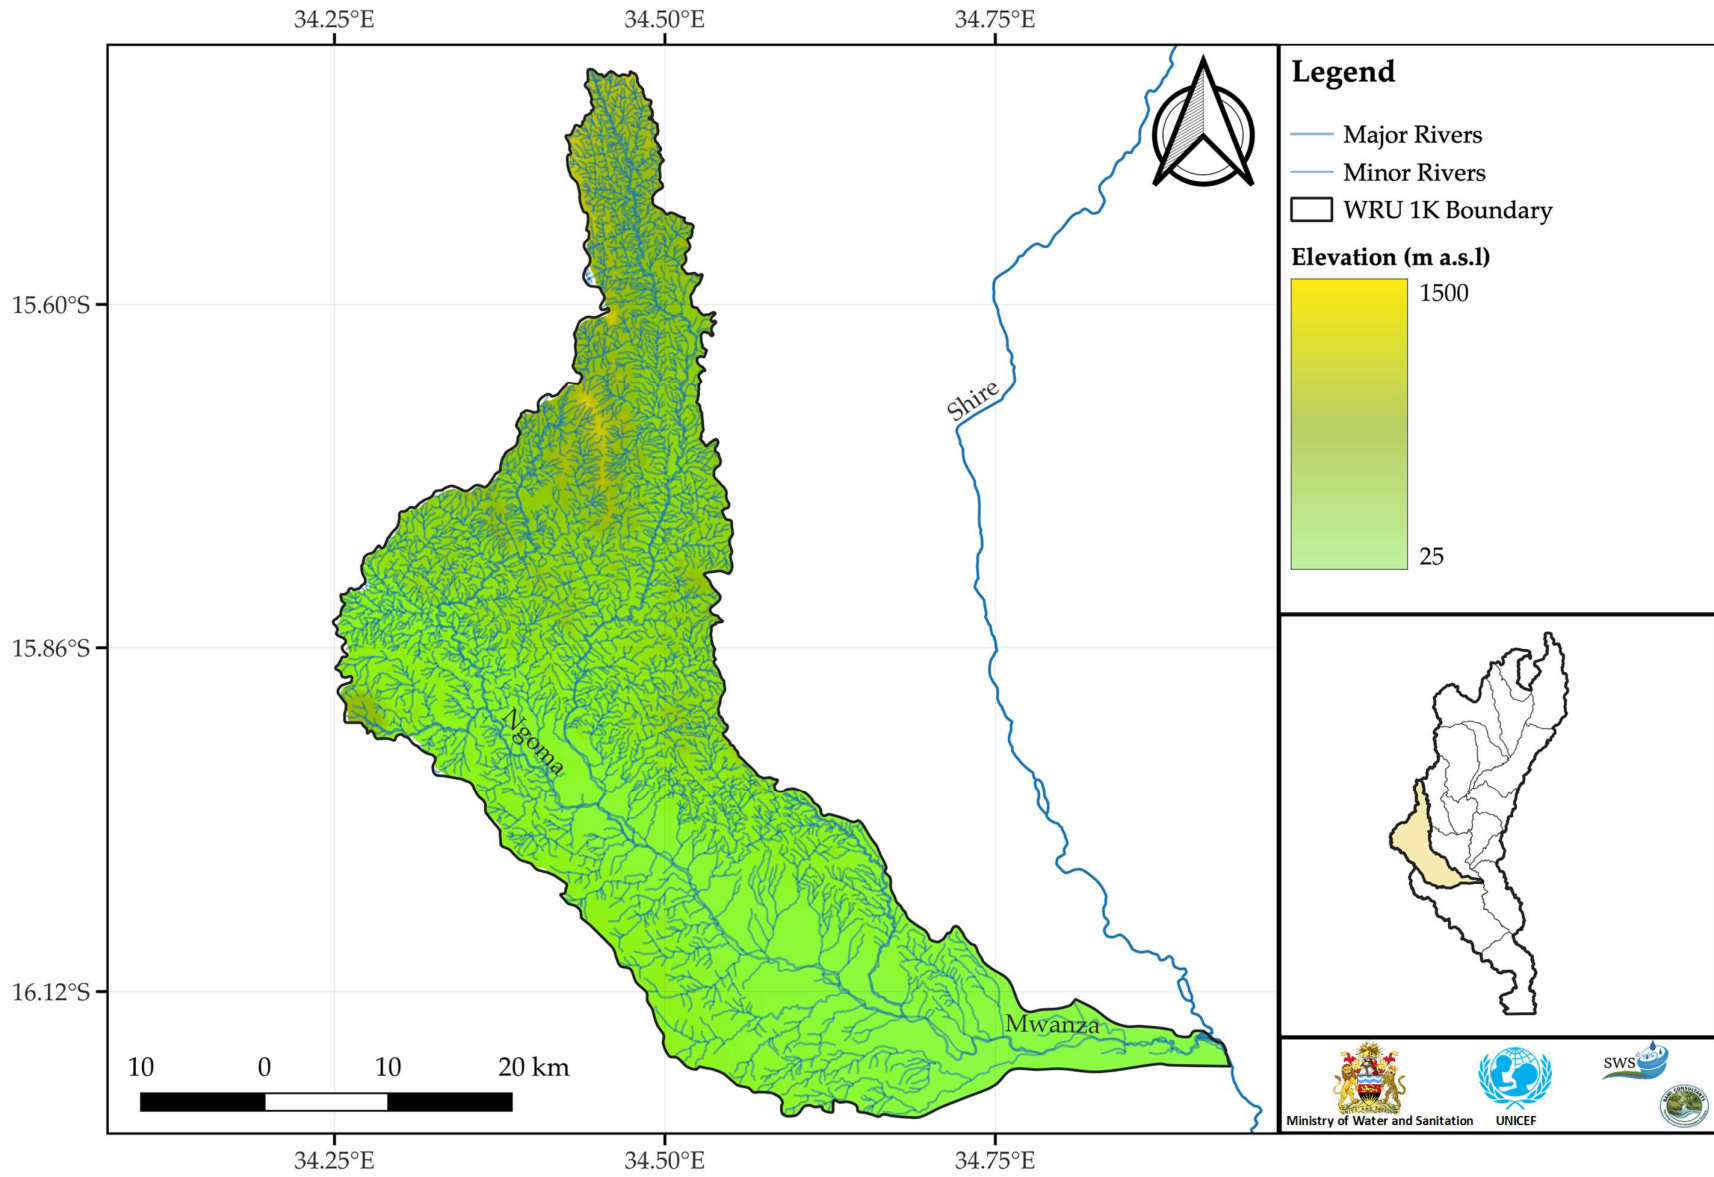 34.25°E 34.50°E 34.75°E
Legend
Major Rivers
Minor Rivers
WRU 1K Boundary
Elevation (m a.s.l)
1500
25
15.60°S
15.86°S
16.12°S
Shire
Ngoma
Mwanza
10 0 10 20 km
34.25°E 34.50°E 34.75°E
Ministry of Water and Sanitation
UNICEF
SWS